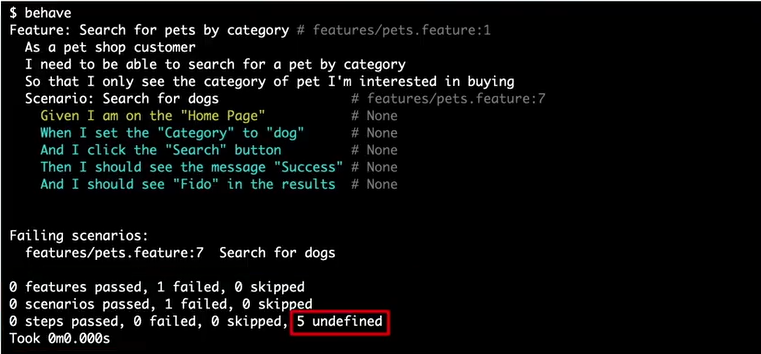 $ behave
Feature: Search for pets by category # features/pets.feature:1
As a pet shop customer
I need to be able to search for a pet by category
So that I only see the category of pet I'm interested in buying
Scenario: Search for dogs # features/pets.feature:7
Given I am on the "Home Page" # None
When I set the "Category" to "dog" # None
And I click the "Search" button # None
Then I should see the message "Success" # None
And I should see "Fido" in the results # None
Failing scenarios:
features/pets.feature:7 Search for dogs
0 features passed, 1 failed, 0 skipped
0 scenarios passed, 1 failed, 0 skipped
0 steps passed, 0 failed, 0 skipped, 5 undefined
Took 0m0.000s